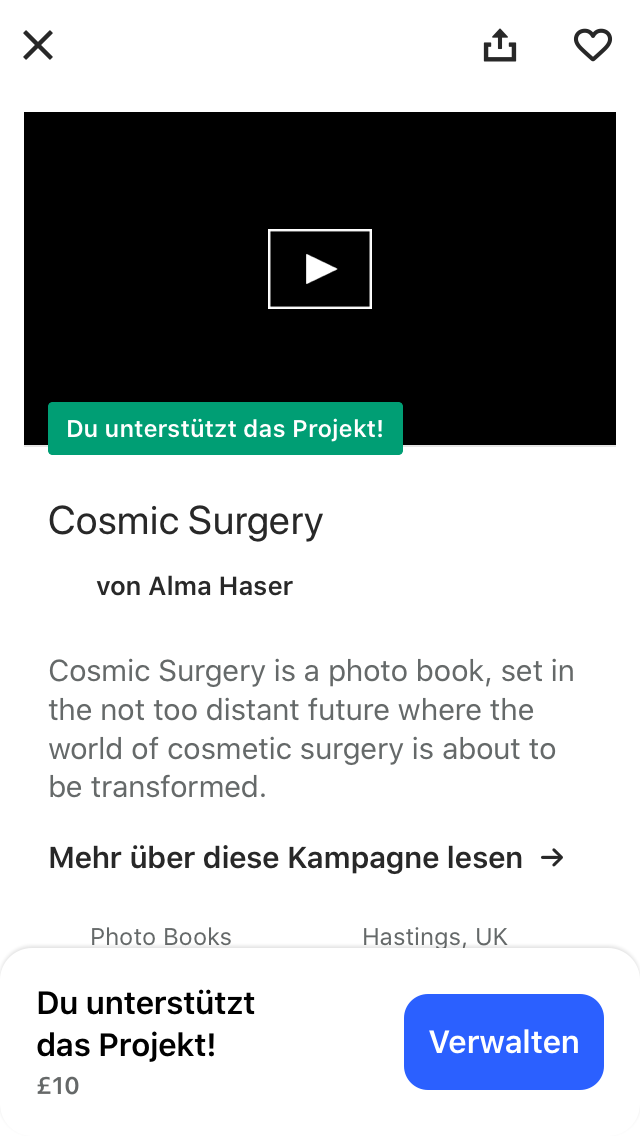 Du unterstützt das Projekt!
Cosmic Surgery
von Alma Haser
Cosmic Surgery is a photo book, set in
the not too distant future where the
world of cosmetic surgery is about to
be transformed.
Mehr über diese Kampagne lesen →
Photo Books
Hastings, UK
Du unterstützt
das Projekt!
£10
Verwalten